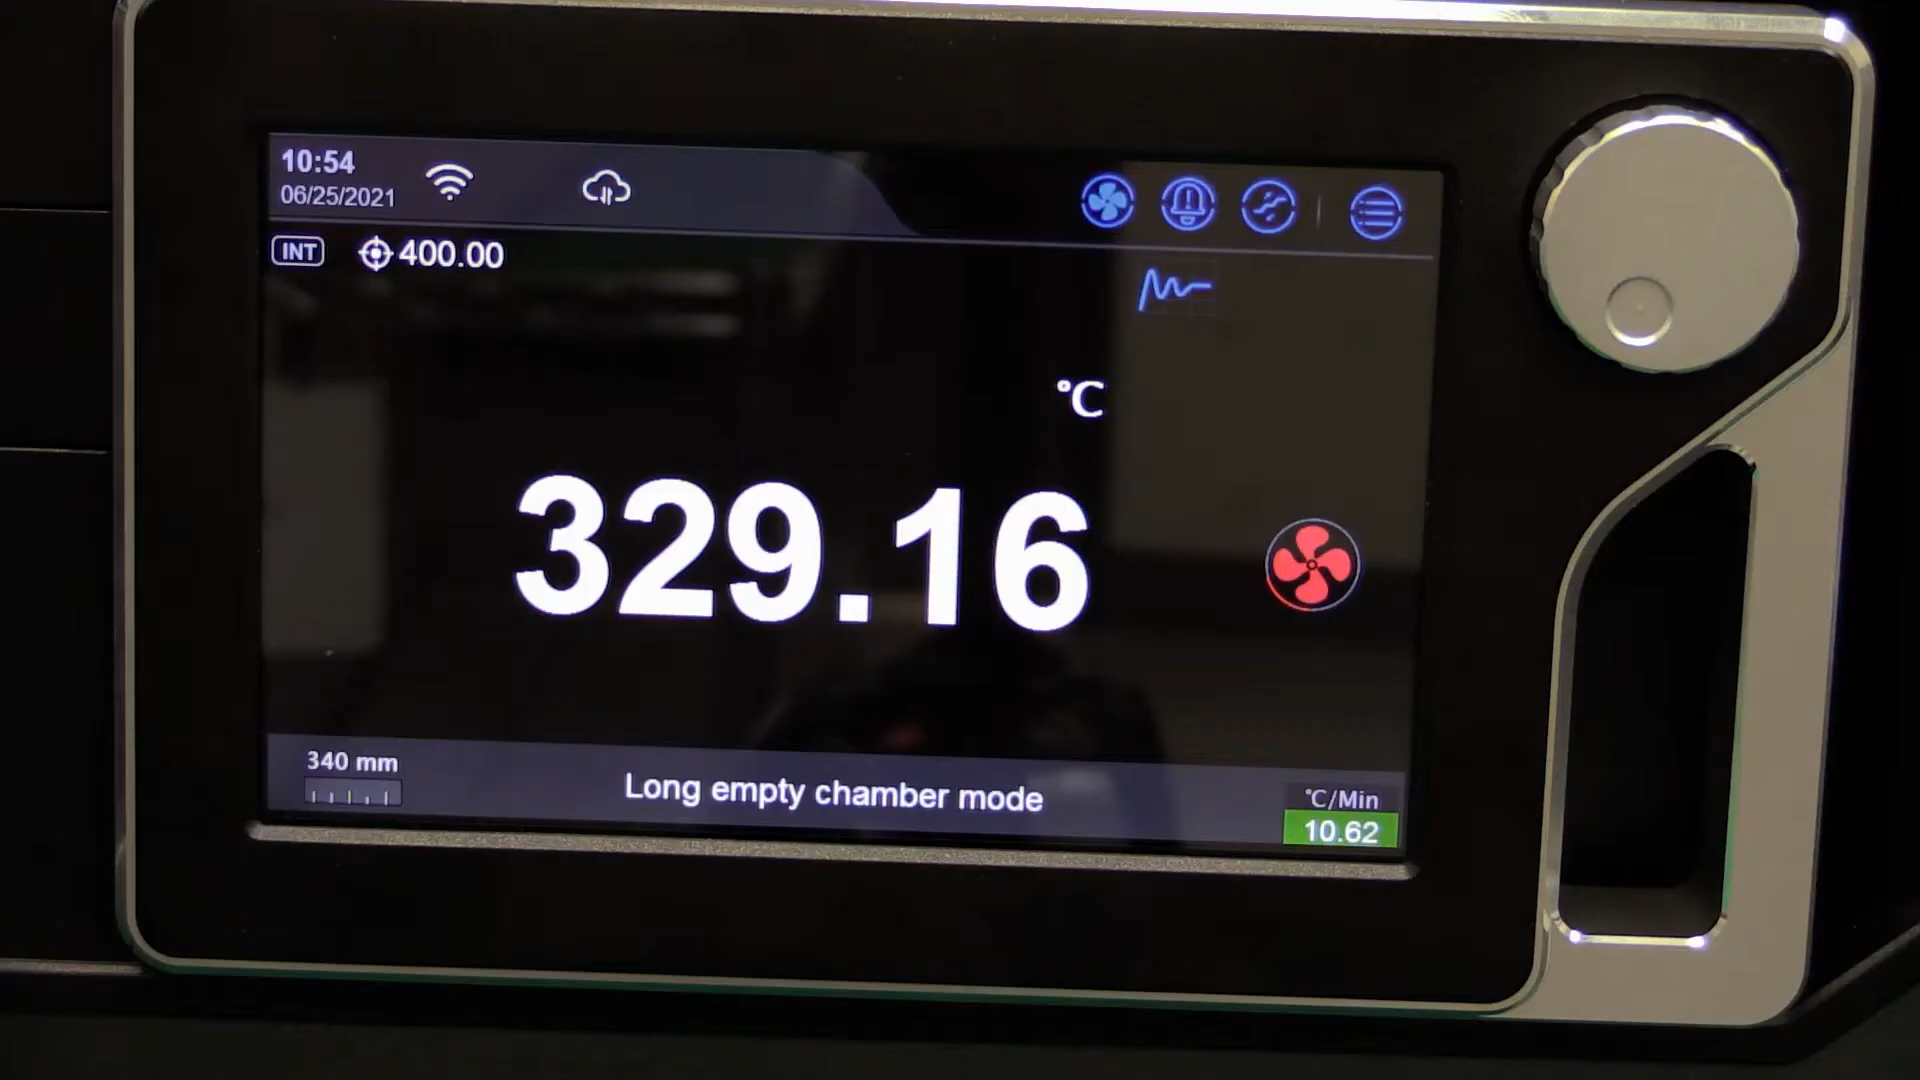 10:54
06/25/2021
INT 400.00
°C
329.16
340 mm
Long empty chamber mode
°C/Min
10.62